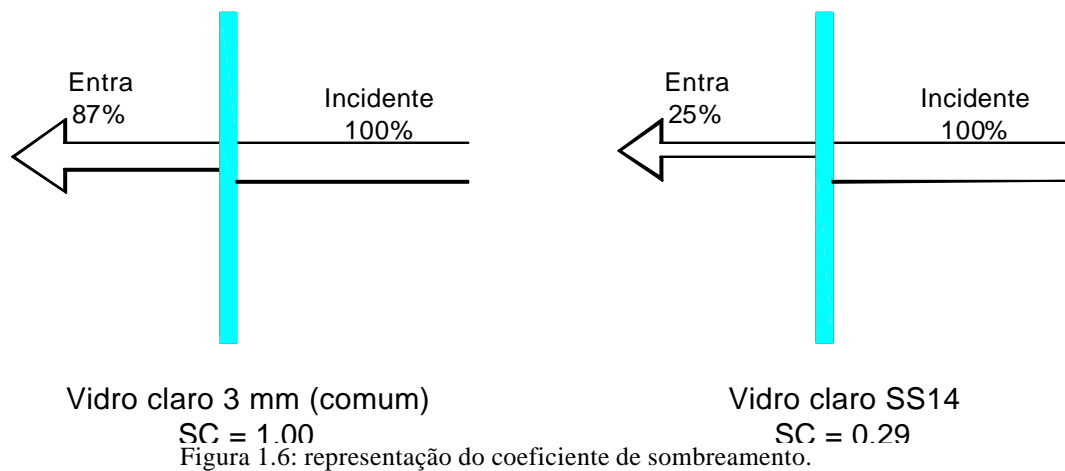 Entra
87%
Incidente
100%
Vidro claro 3 mm (comum)
SC = 1.00
Entra
25%
Incidente
100%
Vidro claro SS14
SC = 0.29
Figura 1.6: representação do coeficiente de sombreamento.